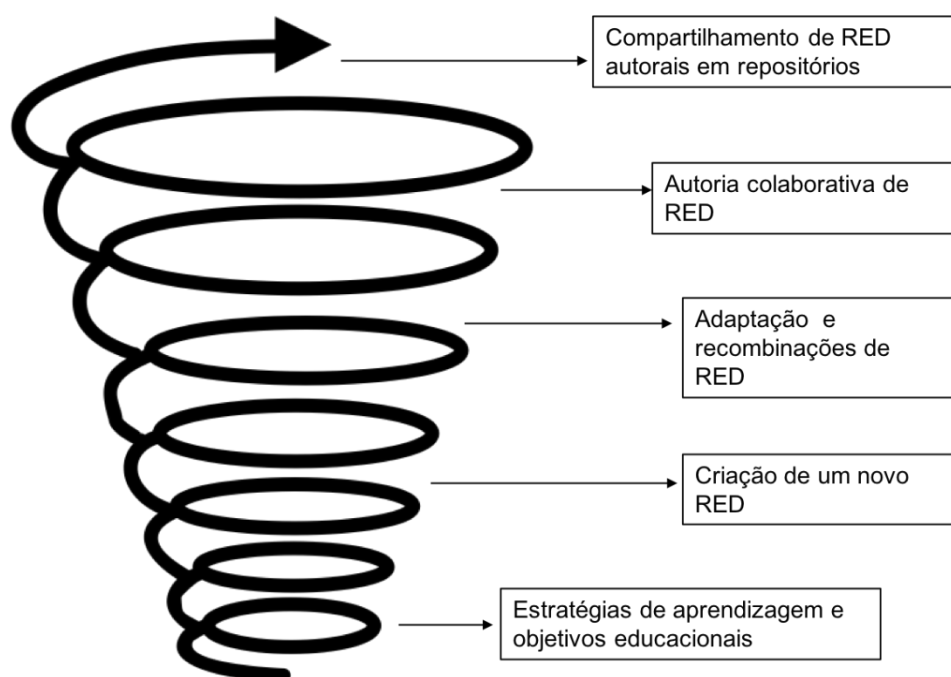 Compartilhamento de RED
autorais em repositórios
Autoria colaborativa de
RED
Adaptação e
recombinações de
RED
Criação de um novo
RED
Estratégias de aprendizagem e
objetivos educacionais